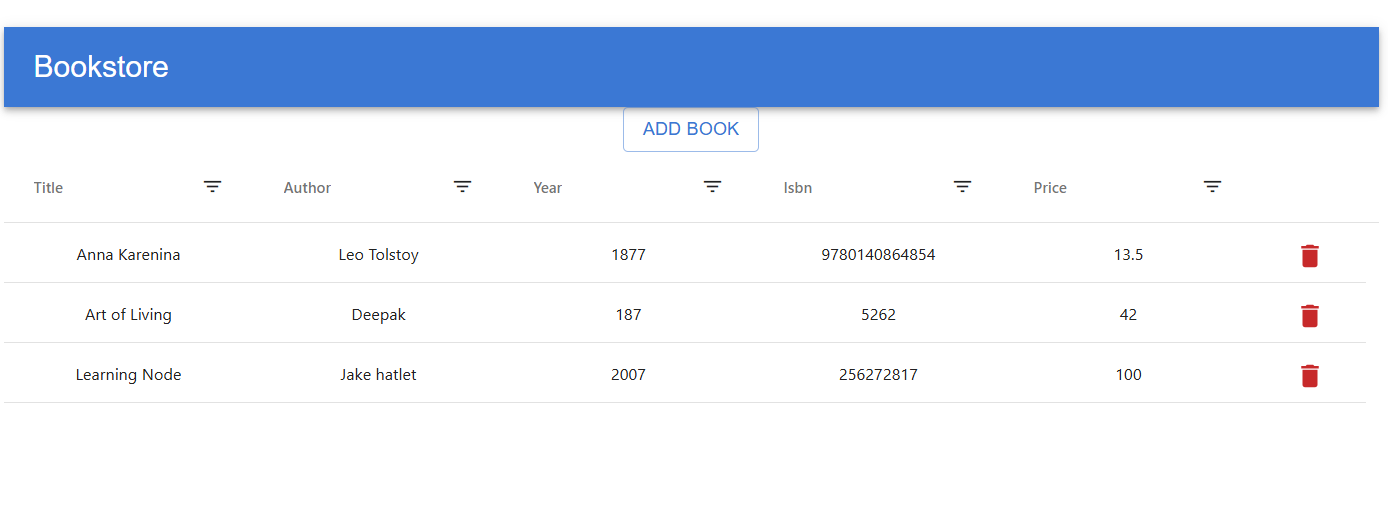 Bookstore
ADD BOOK
Title Author Year Isbn Price
Anna Karenina Leo Tolstoy 1877 9780140864854 13.5
Art of Living Deepak 187 5262 42
Learning Node Jake hatlet 2007 256272817 100